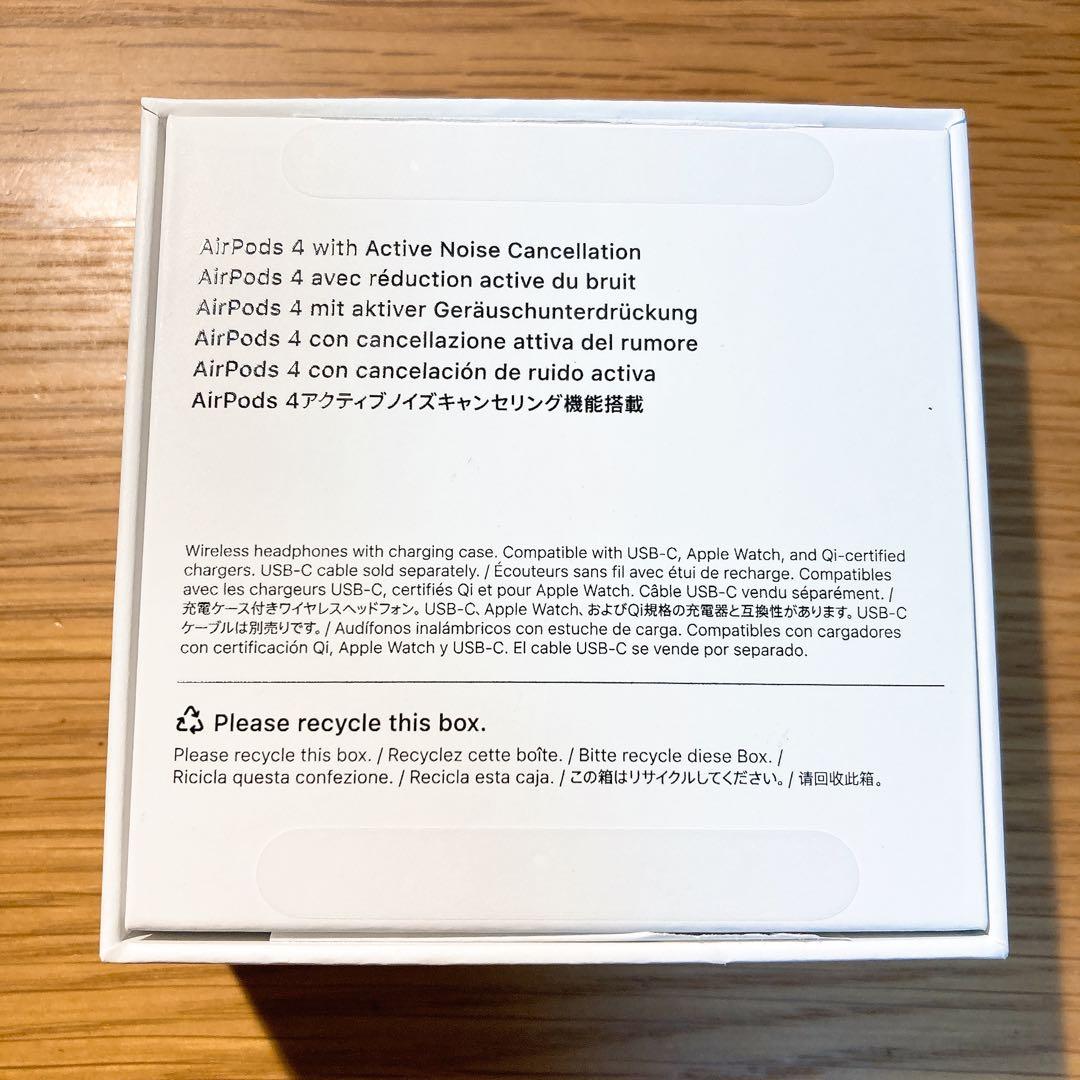 AirPods 4 with Active Noise Cancellation
AirPods 4 avec réduction active du bruit
AirPods 4 mit aktiver Geräuschunterdrückung
AirPods 4 con cancellazione attiva del rumore
AirPods 4 con cancelación de ruido activa
AirPods 4アクティブノイズキャンセリング機能搭載
Wireless headphones with charging case. Compatible with USB-C, Apple Watch, and Qi-certified
chargers. USB-C cable sold separately. / Écouteurs sans fil avec étui de recharge. Compatibles
avec les chargeurs USB-C, certifiés Qi et pour Apple Watch. Câble USB-C vendu séparément. /
充電ケース付きワイヤレスヘッドフォン。USB-C、Apple Watch、およびQi規格の充電器と互換性があります。USB-C
ケーブルは別売りです。/ Audífonos inalámbricos con estuche de carga. Compatibles con cargadores
con certificación Qi, Apple Watch y USB-C. El cable USB-C se vende por separado.
Please recycle this box.
Please recycle this box. / Recyclez cette boîte. / Bitte recycle diese Box. /
Ricicla questa confezione. / Recicla esta caja. / この箱はリサイクルしてください。/ 请回收此箱。